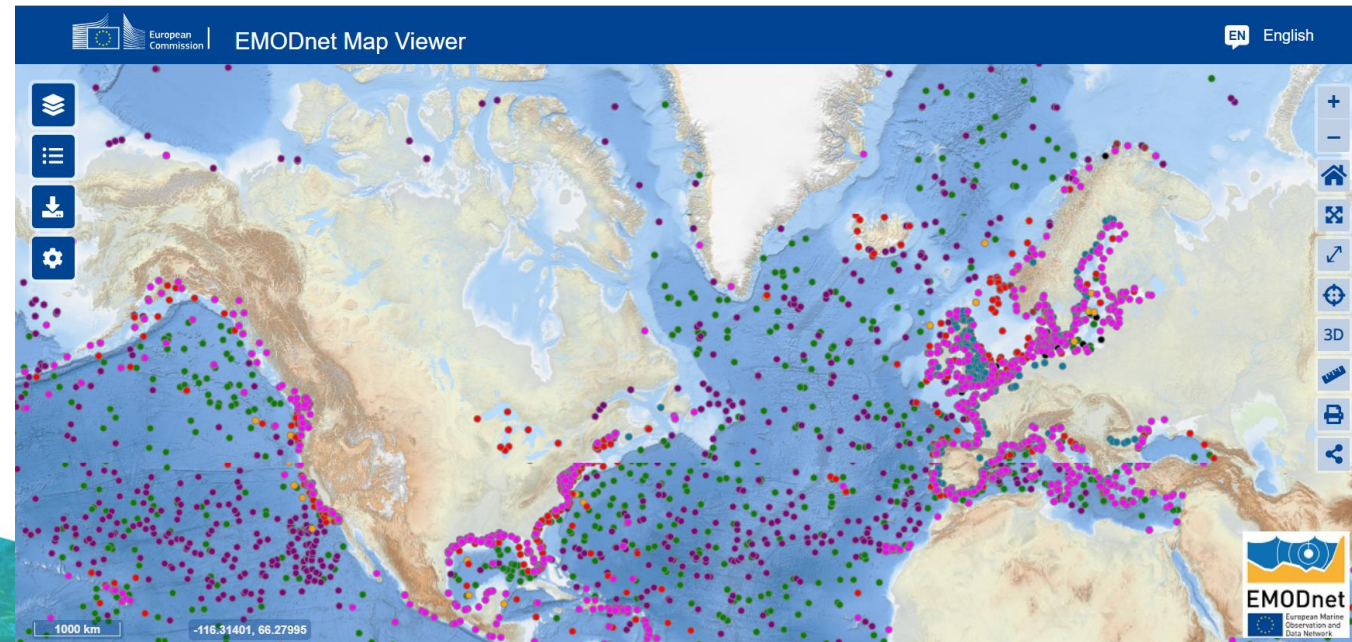 European
Commission
EMODnet Map Viewer
EN English
3D
1000 km
-116.31401, 66.27995
EMODnet
European Marine
Observation and
Data Network